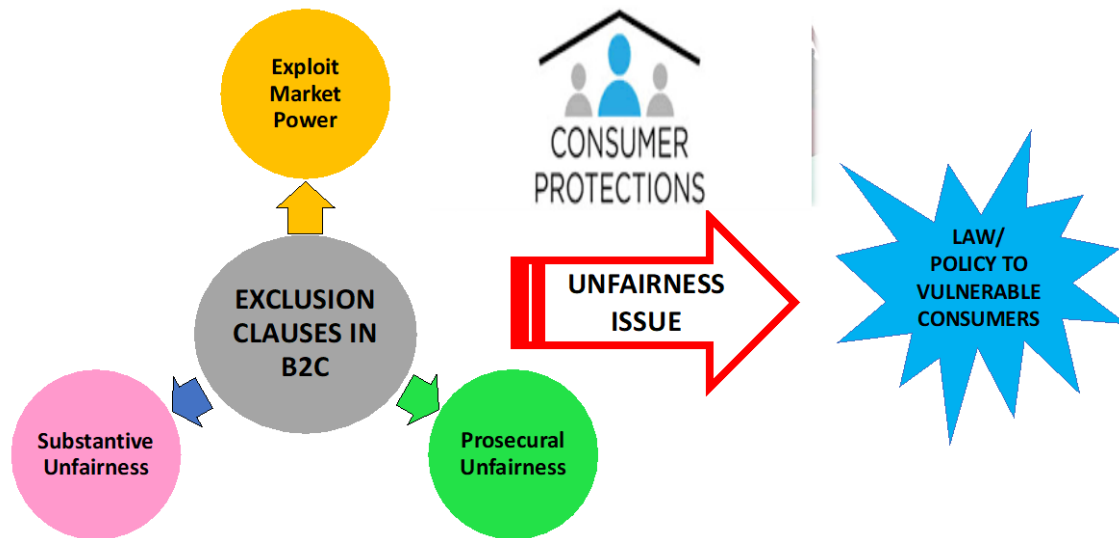 Exploit
Market
Power
CONSUMER
PROTECTIONS
EXCLUSION
CLAUSES IN
B2C
UNFAIRNESS
ISSUE
LAW/
POLICY TO
VULNERABLE
CONSUMERS
Substantive
Unfairness
Prosecural
Unfairness